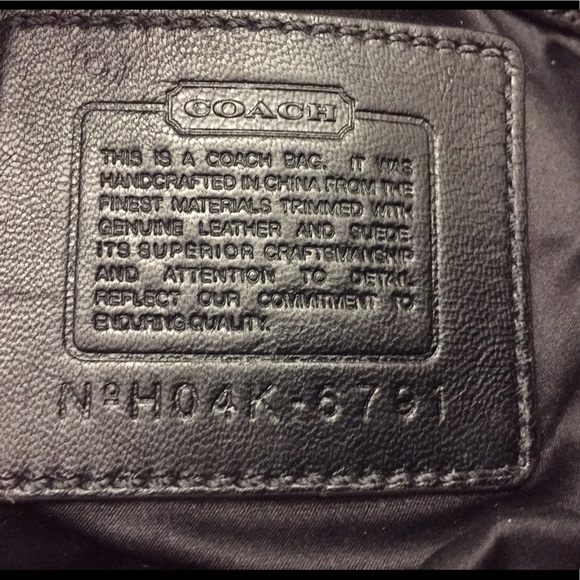 COACH
THIS IS A COACH BAG. IT WAS
HANDCRAFTED IN CHINA FROM THE
FINEST MATERIALS TRIMMED WITH
GENUINE LEATHER AND SUEDE
ITS SUPERIOR CRAFTSMANSHIP
AND ATTENTION TO DETAIL
REFLECT OUR COMMITMENT TO
ENDURING QUALITY.
Nº H04K-6791